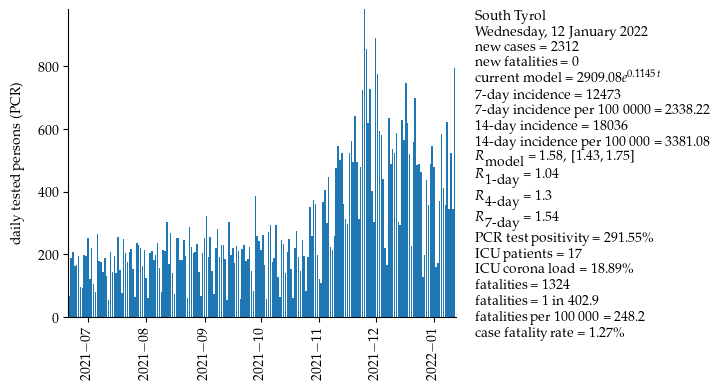 South Tyrol
Wednesday, 12 January 2022
new cases = 2312
new fatalities = 0
current model = 2909.08e^0.1145 t
7-day incidence = 12473
7-day incidence per 100 0000 = 2338.22
14-day incidence = 18036
14-day incidence per 100 000 = 3381.08
R_model = 1.58, [1.43, 1.75]
R_1-day = 1.04
R_4-day = 1.3
R_7-day = 1.54
PCR test positivity = 291.55%
ICU patients = 17
ICU corona load = 18.89%
fatalities = 1324
fatalities = 1 in 402.9
fatalities per 100 000 = 248.2
case fatality rate = 1.27%
daily tested persons (PCR)
800
600
400
200
0
2021−07
2021−08
2021−09
2021−10
2021−11
2021−12
2022−01